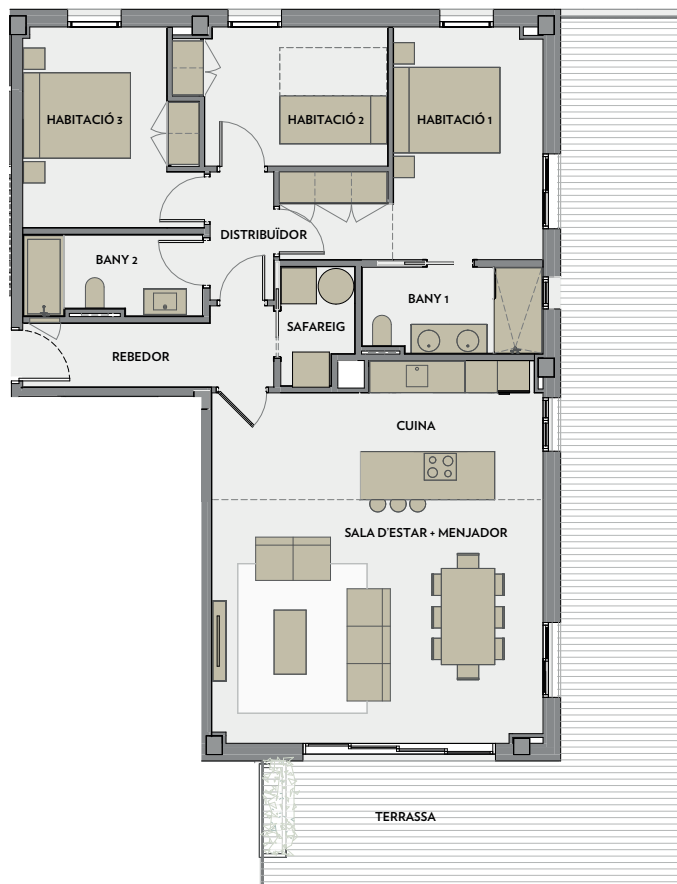 HABITACIÓ 3
HABITACIÓ 2
HABITACIÓ 1
DISTRIBUÏDOR
BANY 2
BANY 1
SAFAREIG
REBEDOR
CUINA
SALA D'ESTAR + MENJADOR
TERRASSA